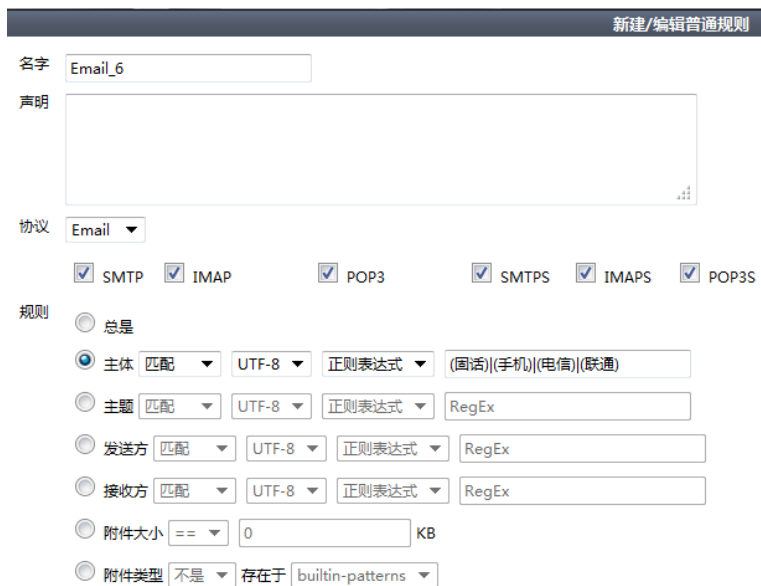 新建/编辑普通规则
名字 Email_6
声明
协议 Email
SMTP IMAP POP3 SMTPS IMAPS POP3S
规则 总是
主体 匹配 UTF-8 正则表达式 (固话)|(手机)|(电信)|(联通)
主题 匹配 UTF-8 正则表达式 RegEx
发送方 匹配 UTF-8 正则表达式 RegEx
接收方 匹配 UTF-8 正则表达式 RegEx
附件大小 == 0 KB
附件类型 不是 存在于 builtin-patterns